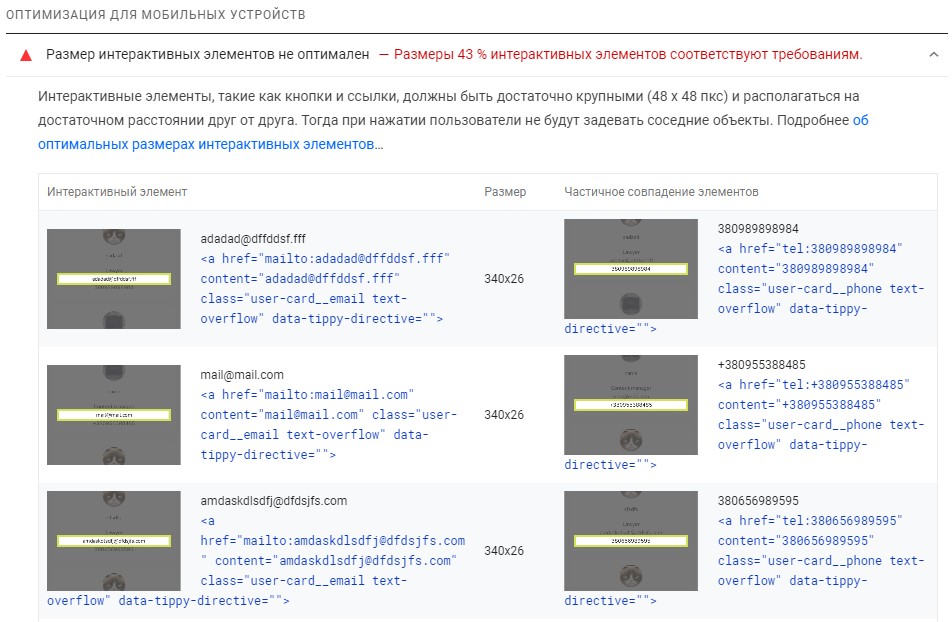 ОПТИМИЗАЦИЯ ДЛЯ МОБИЛЬНЫХ УСТРОЙСТВ
Размер интерактивных элементов не оптимален — Размеры 43 % интерактивных элементов соответствуют требованиям.
Интерактивные элементы, такие как кнопки и ссылки, должны быть достаточно крупными (48 x 48 пкс) и располагаться на
достаточном расстоянии друг от друга. Тогда при нажатии пользователи не будут задевать соседние объекты. Подробнее об
оптимальных размерах интерактивных элементов…
Интерактивный элемент Размер Частичное совпадение элементов
adadad@dffddsf.fff
<a href="mailto:adadad@dffddsf.fff"
content="adadad@dffddsf.fff"
class="user-card__email text-
overflow" data-tippy-directive="">
340x26
380989898984
<a href="tel:380989898984"
content="380989898984"
class="user-card__phone text-
overflow" data-tippy-
directive="">
mail@mail.com
<a href="mailto:mail@mail.com"
content="mail@mail.com" class="user-
card__email text-overflow" data-
tippy-directive="">
340x26
+380955388485
<a href="tel:+380955388485"
content="+380955388485"
class="user-card__phone text-
overflow" data-tippy-
directive="">
amdaskdlsdfj@dfdsjfs.com
<a
href="mailto:amdaskdlsdfj@dfdsjfs.com
" content="amdaskdlsdfj@dfdsjfs.com"
class="user-card__email text-
overflow" data-tippy-directive="">
340x26
380656989595
<a href="tel:380656989595"
content="380656989595"
class="user-card__phone text-
overflow" data-tippy-
directive="">